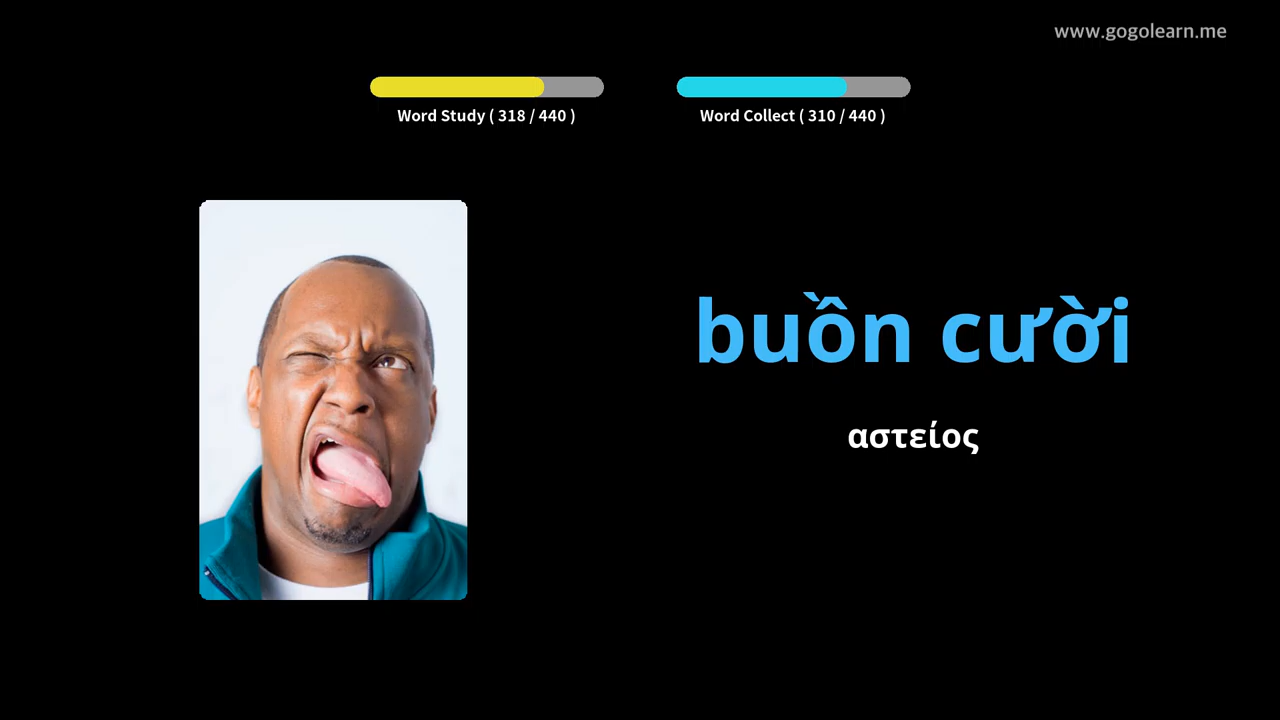 www.gogolearn.me
Word Study ( 318 / 440 )
Word Collect ( 310 / 440 )
buồn cười
αστείος